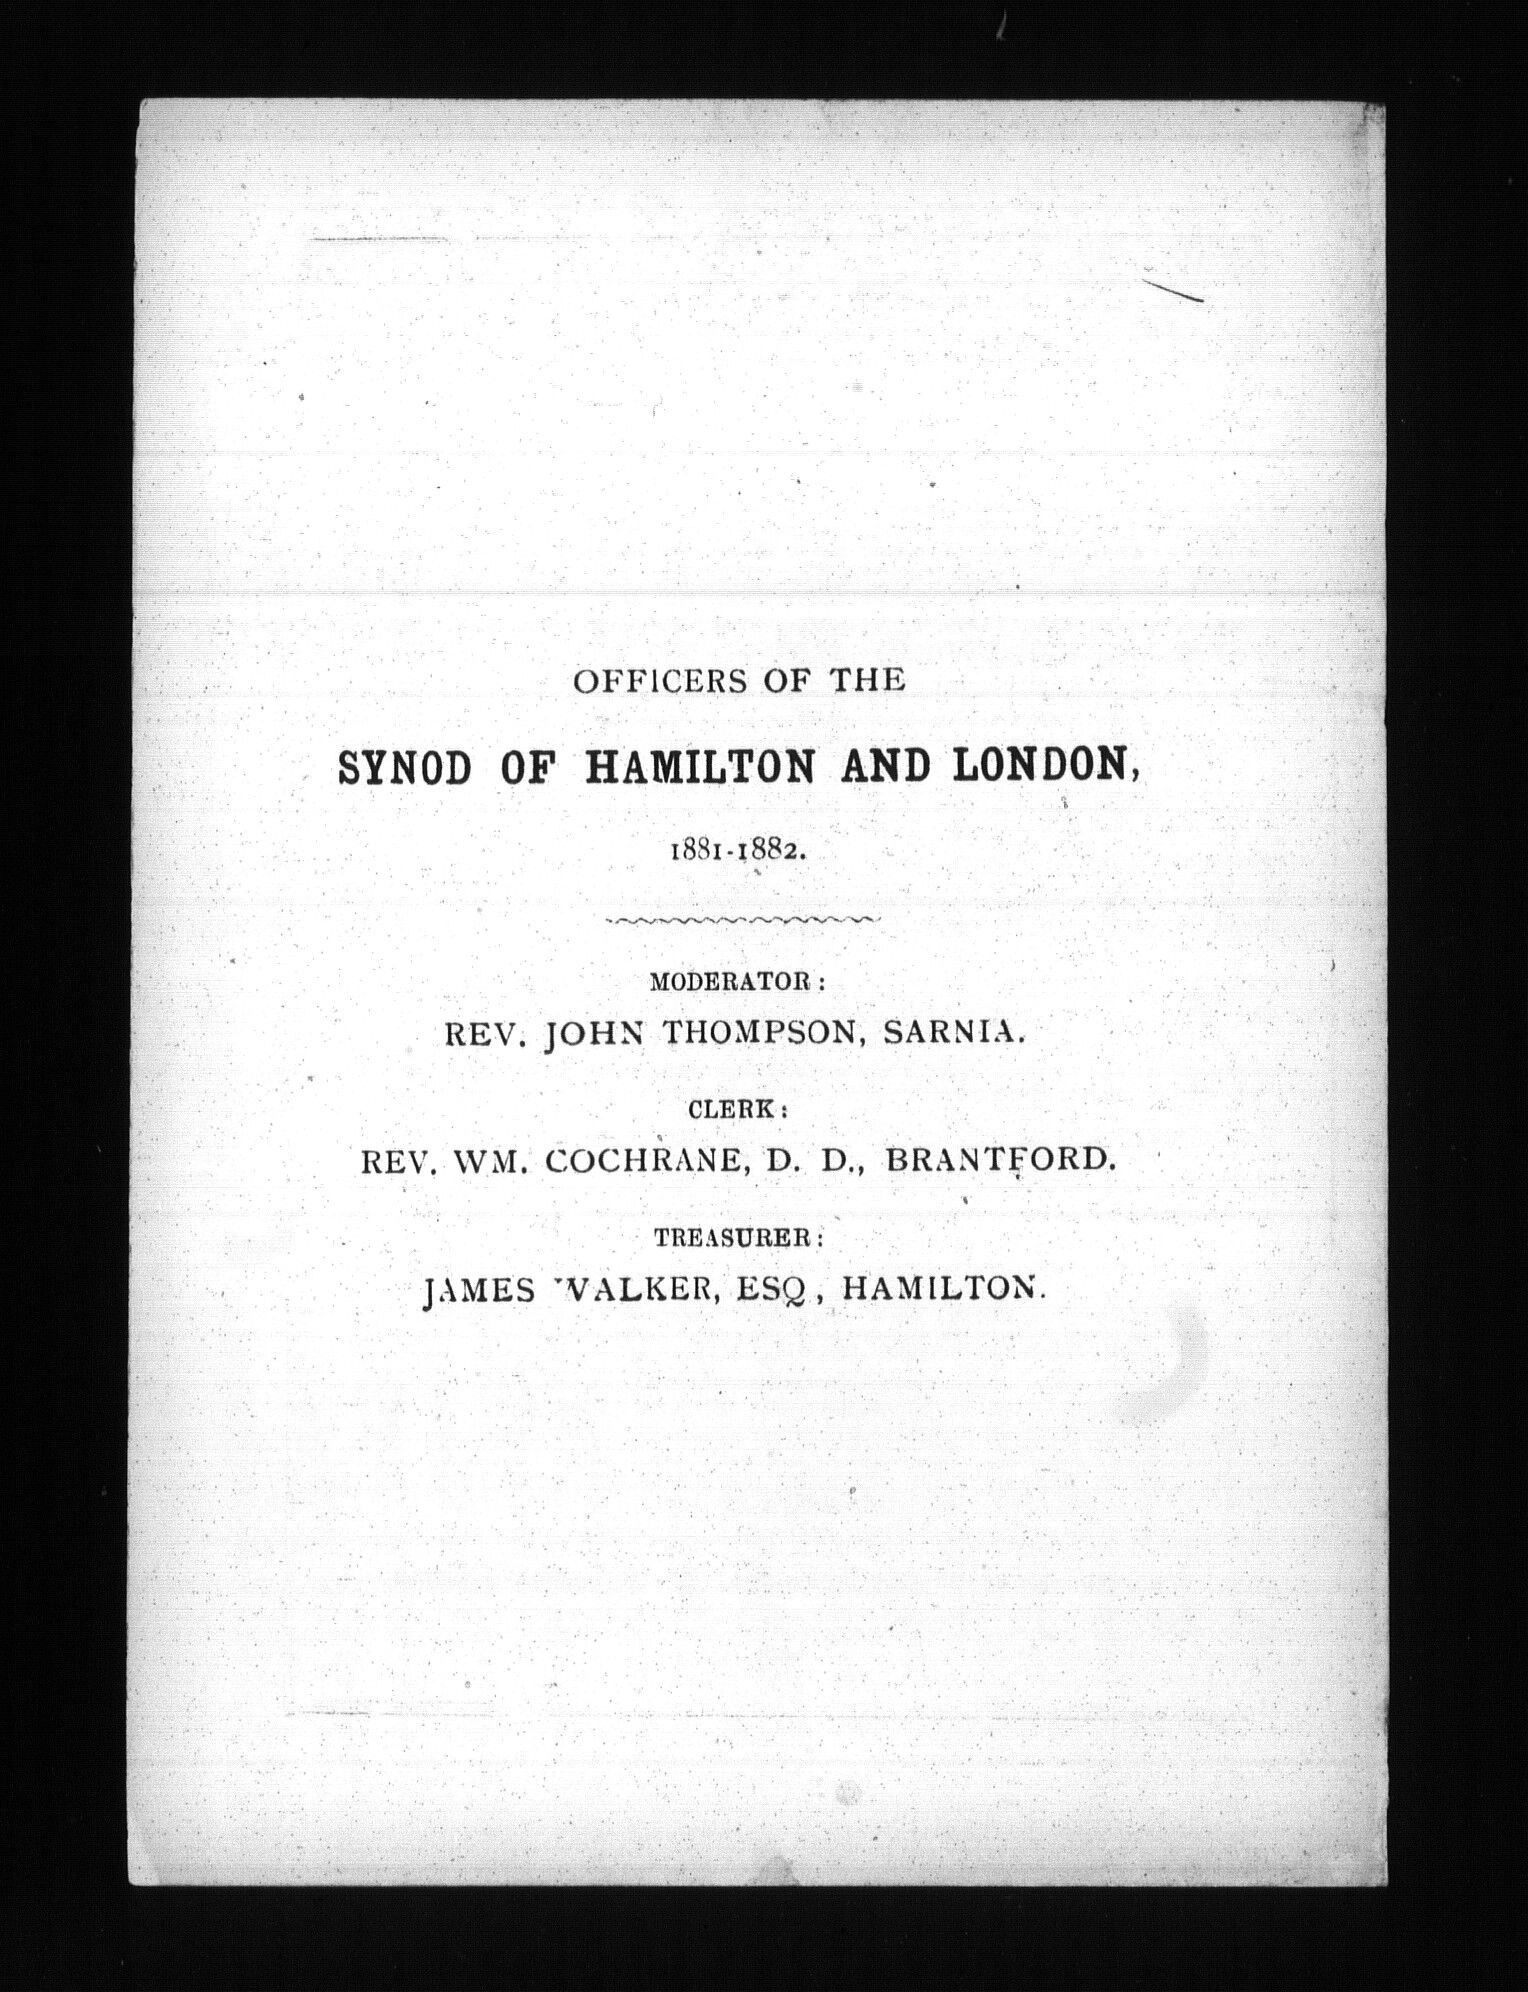 OFFICERS OF THE
SYNOD OF HAMILTON AND LONDON,
1881-1882.
MODERATOR:
REV. JOHN THOMPSON, SARNIA.
CLERK:
REV. WM. COCHRANE, D. D., BRANTFORD.
TREASURER:
JAMES WALKER, ESQ, HAMILTON.